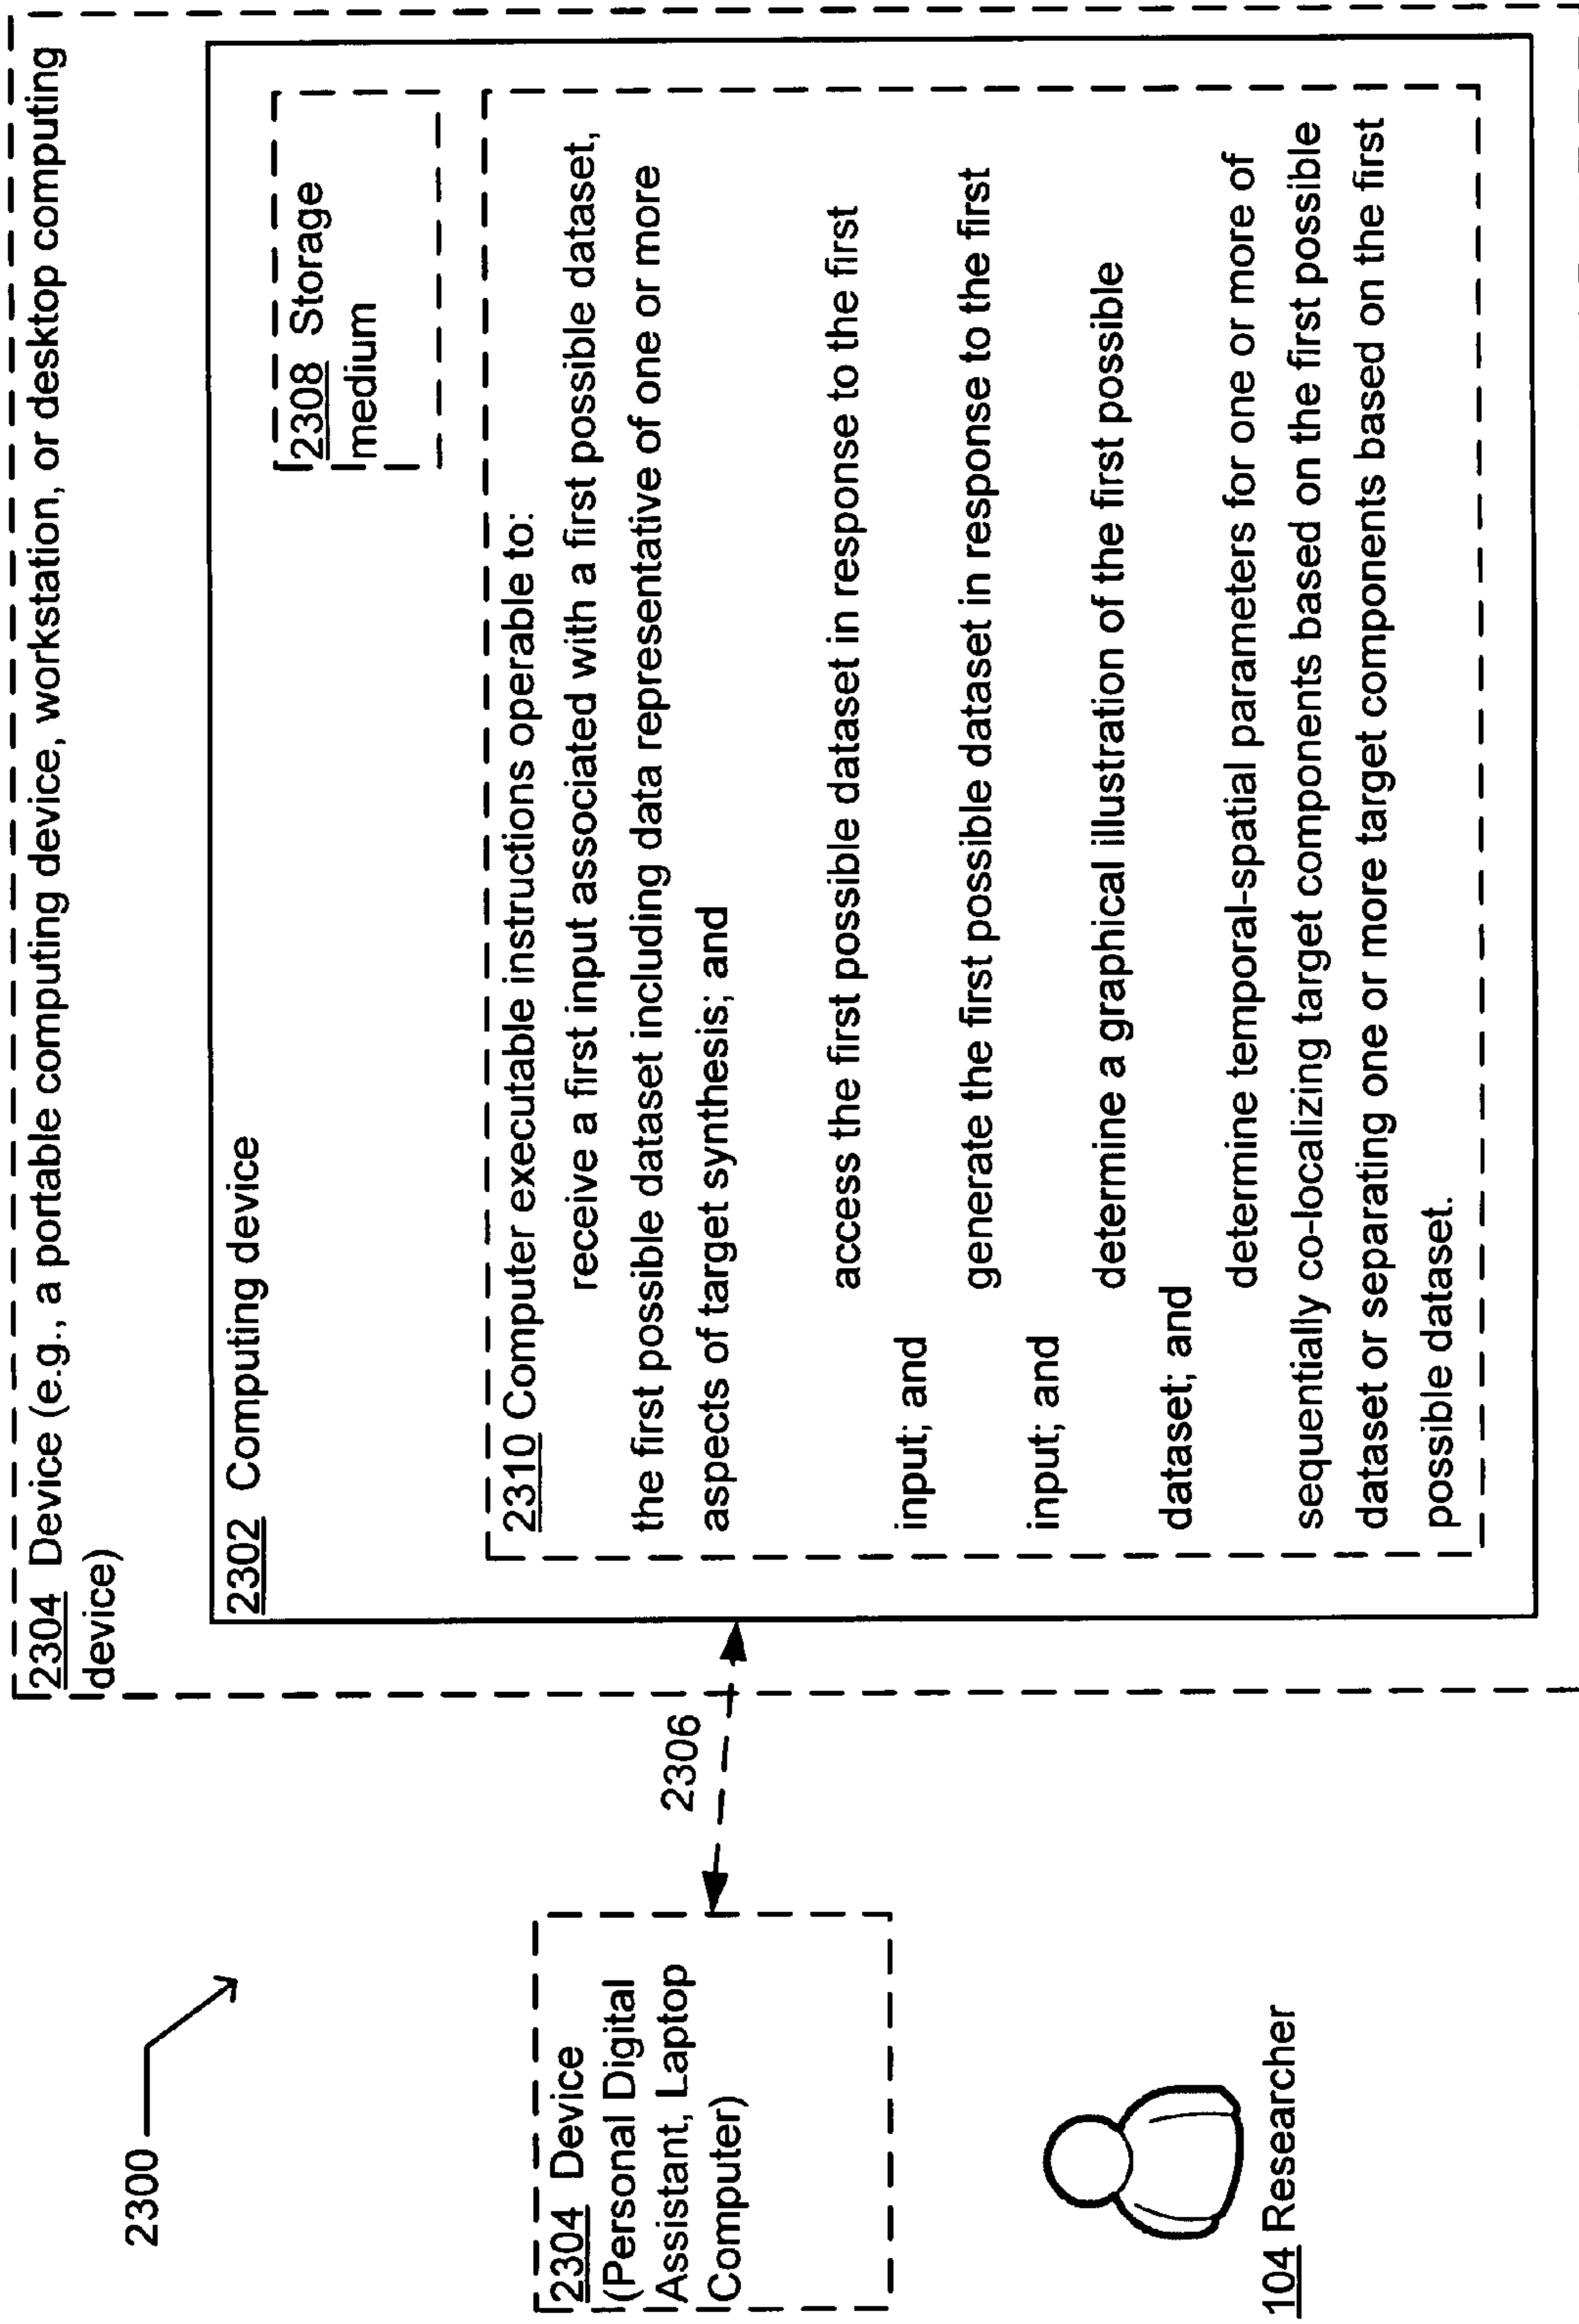 2300
2304 Device (e.g., a portable computing device, workstation, or desktop computing
device)
2302 Computing device
2308 Storage
medium
2310 Computer executable instructions operable to:
receive a first input associated with a first possible dataset,
the first possible dataset including data representative of one or more
aspects of target synthesis; and
access the first possible dataset in response to the first
input; and
generate the first possible dataset in response to the first
input; and
determine a graphical illustration of the first possible
dataset; and
determine temporal-spatial parameters for one or more of
sequentially co-localizing target components based on the first possible
dataset or separating one or more target components based on the first
possible dataset.
2306
2304 Device
(Personal Digital
Assistant, Laptop
Computer)
104 Researcher